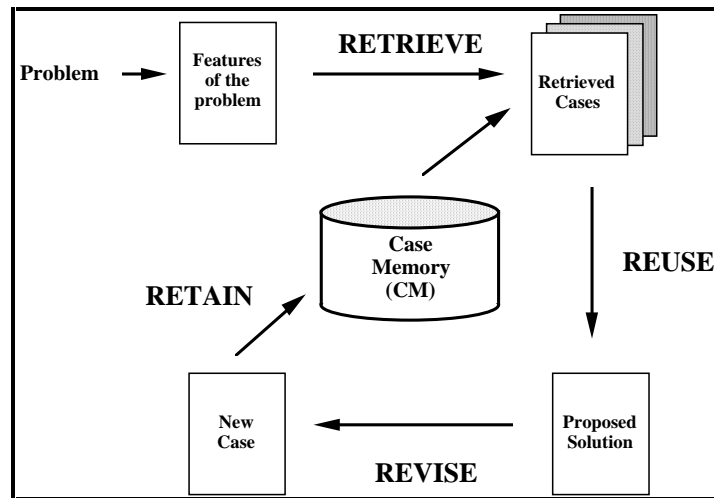 RETRIEVE
Problem
Features
of the
problem
Retrieved
Cases
Case
Memory
(CM)
REUSE
RETAIN
New
Case
Proposed
Solution
REVISE